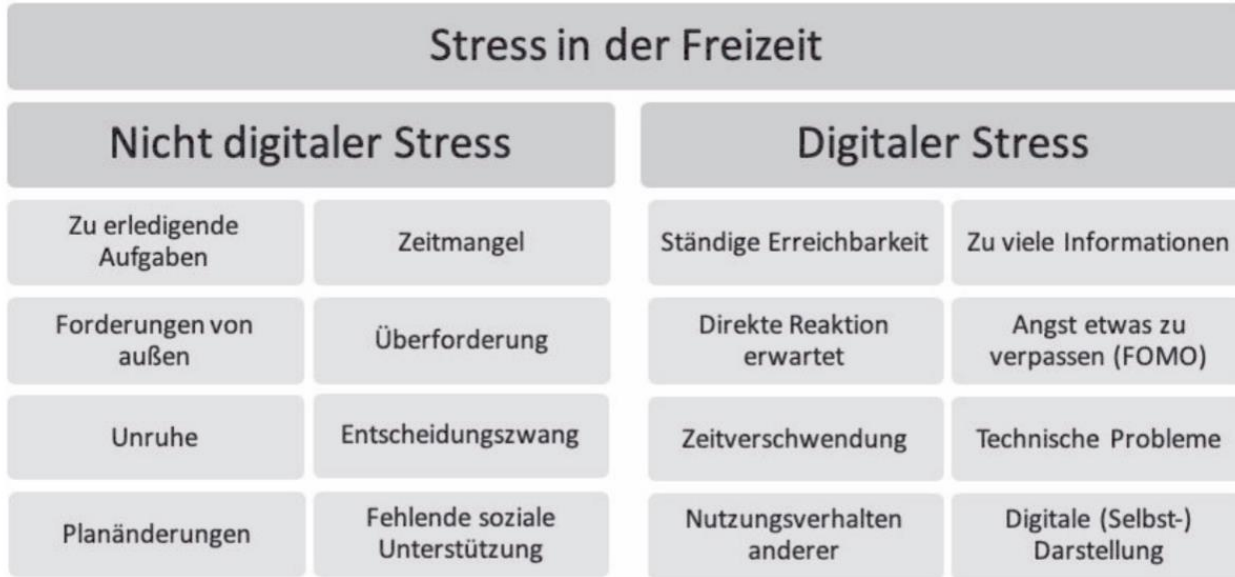 Stress in der Freizeit
Nicht digitaler Stress
Digitaler Stress
Zu erledigende
Aufgaben
Zeitmangel
Ständige Erreichbarkeit
Zu viele Informationen
Forderungen von
außen
Überforderung
Direkte Reaktion
erwartet
Angst etwas zu
verpassen (FOMO)
Unruhe
Entscheidungszwang
Zeitverschwendung
Technische Probleme
Planänderungen
Fehlende soziale
Unterstützung
Nutzungsverhalten
anderer
Digitale (Selbst-)
Darstellung